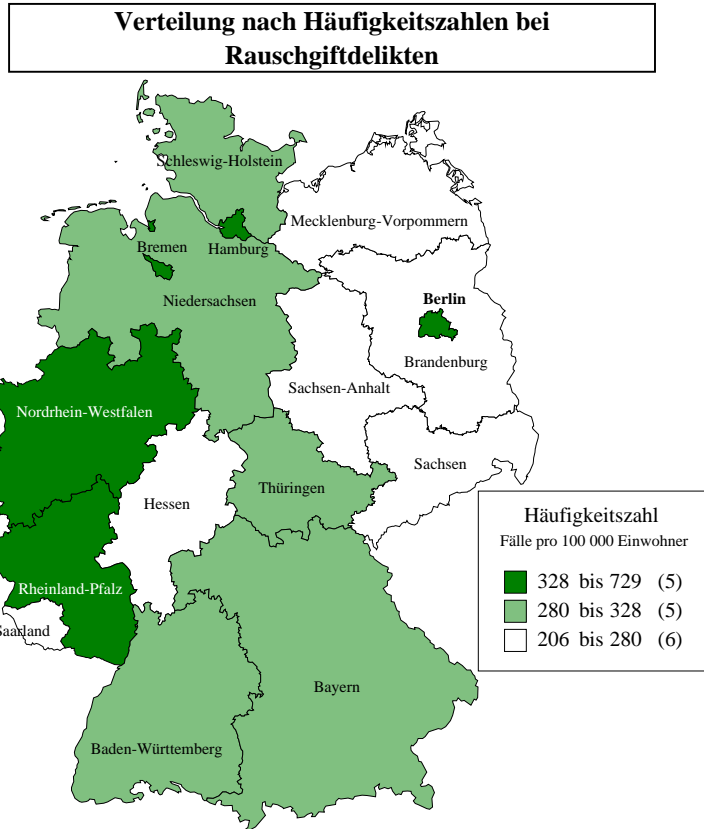 Verteilung nach Häufigkeitszahlen bei
Rauschgiftdelikten
Schleswig-Holstein
Mecklenburg-Vorpommern
Bremen
Hamburg
Niedersachsen
Berlin
Brandenburg
Sachsen-Anhalt
Nordrhein-Westfalen
Sachsen
Thüringen
Hessen
Rheinland-Pfalz
Saarland
Bayern
Baden-Württemberg
Häufigkeitszahl
Fälle pro 100 000 Einwohner
328 bis 729 (5)
280 bis 328 (5)
206 bis 280 (6)